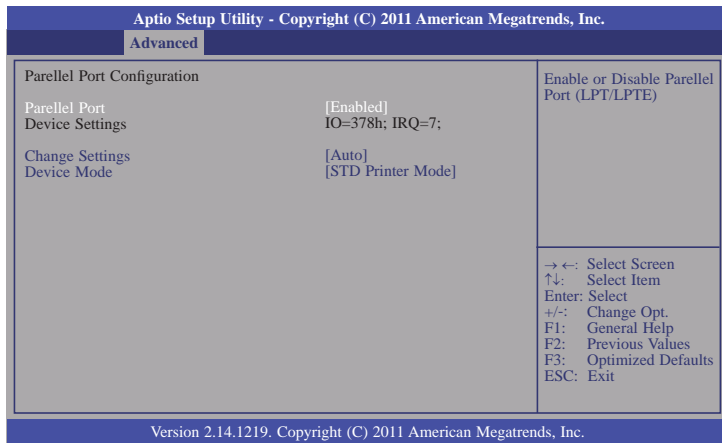 Aptio Setup Utility - Copyright (C) 2011 American Megatrends, Inc.
Advanced
Parellel Port Configuration
Parellel Port [Enabled]
Device Settings IO=378h; IRQ=7;
Change Settings [Auto]
Device Mode [STD Printer Mode]
Enable or Disable Parellel
Port (LPT/LPTE)
→ ←: Select Screen
↑↓: Select Item
Enter: Select
+/-: Change Opt.
F1: General Help
F2: Previous Values
F3: Optimized Defaults
ESC: Exit
Version 2.14.1219. Copyright (C) 2011 American Megatrends, Inc.